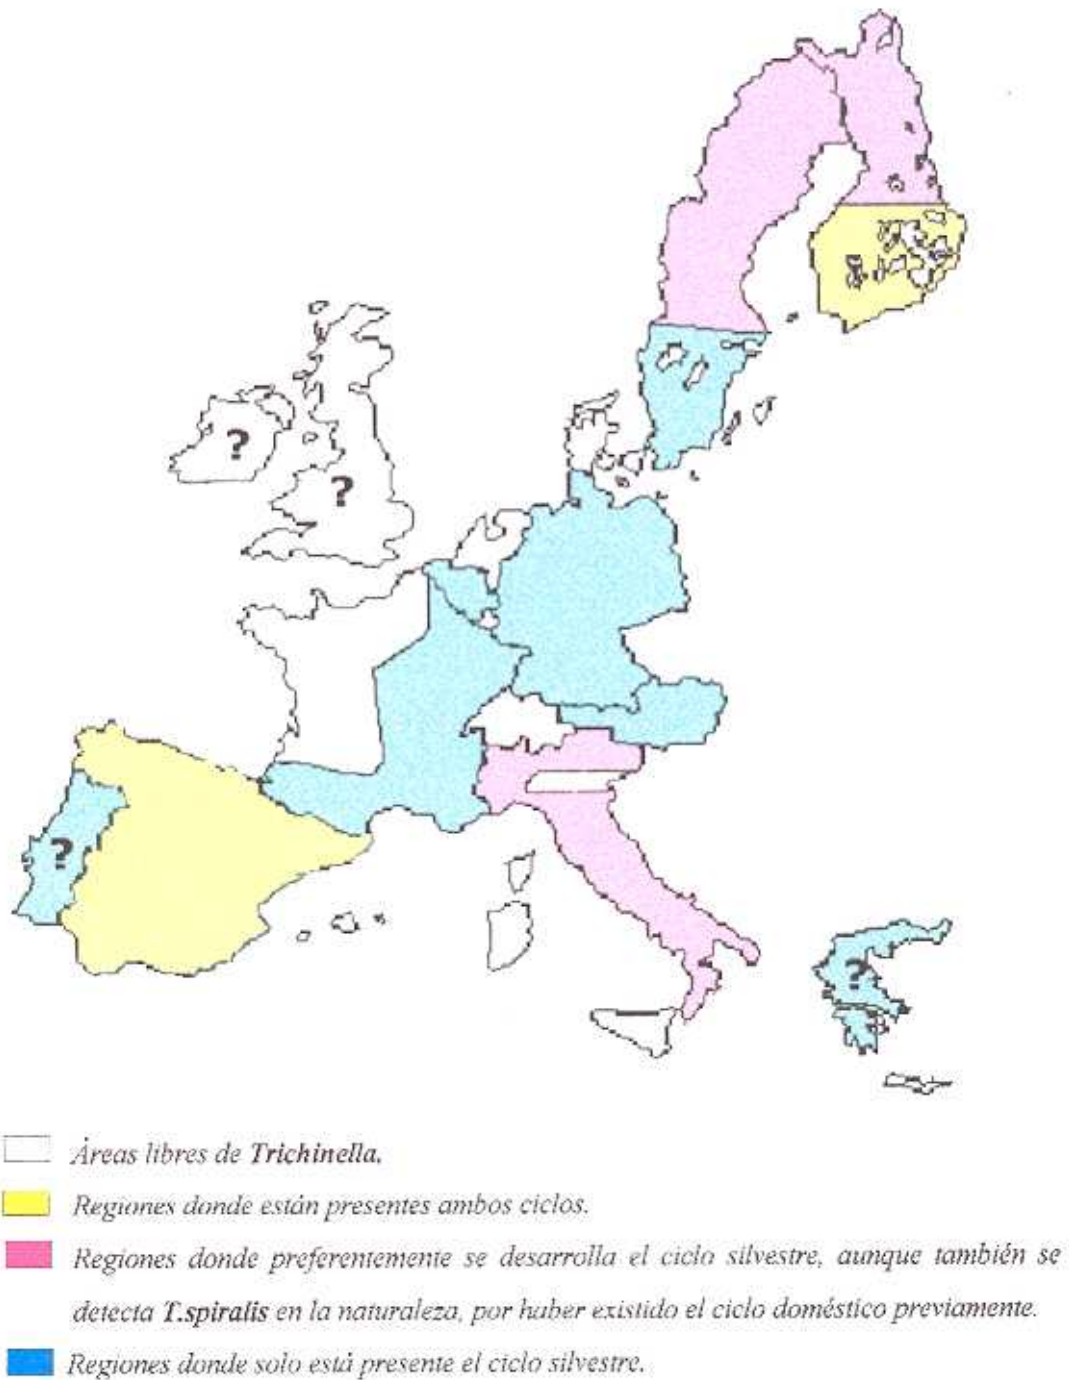 ?
?
?
?
Áreas libres de Trichinella.
Regiones donde están presentes ambos ciclos.
Regiones donde preferentemente se desarrolla el ciclo silvestre, aunque también se
detecta T.spiralis en la naturaleza, por haber existido el ciclo doméstico previamente.
Regiones donde solo está presente el ciclo silvestre.